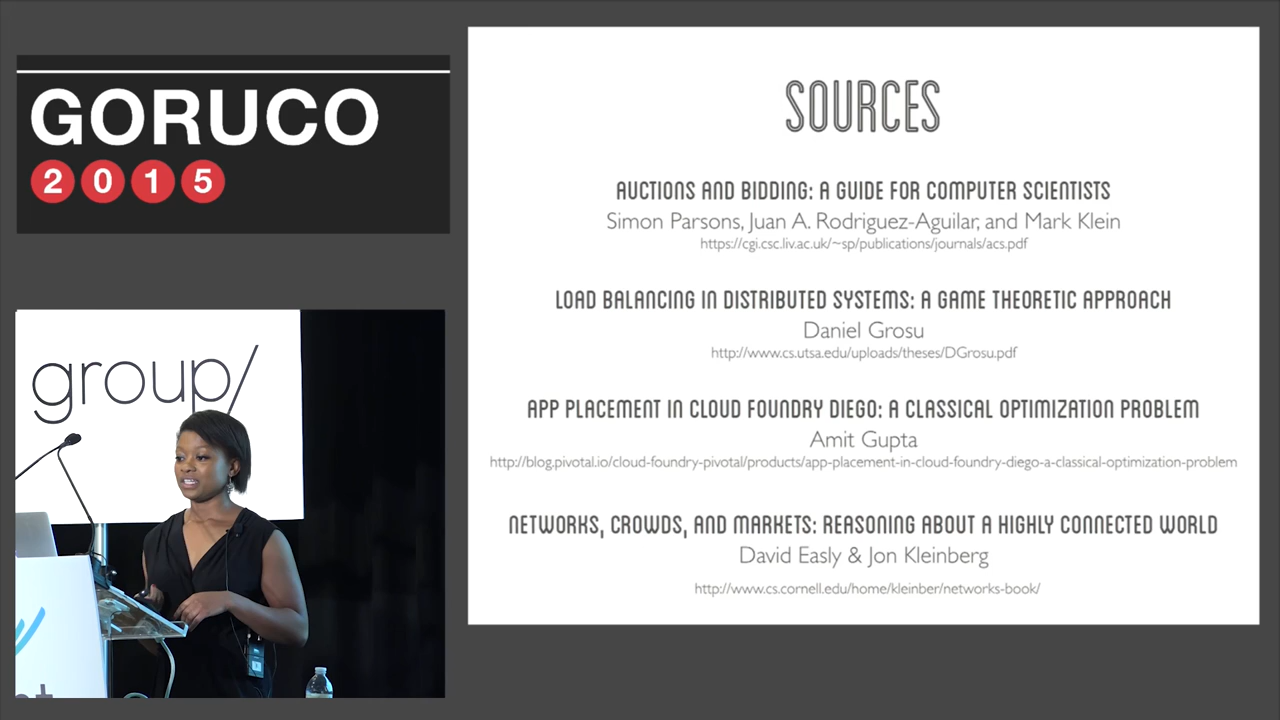 GORUCO
2 0 1 5
group/
SOURCES
AUCTIONS AND BIDDING: A GUIDE FOR COMPUTER SCIENTISTS
Simon Parsons, Juan A. Rodriguez-Aguilar, and Mark Klein
https://cgi.csc.liv.ac.uk/~sp/publications/journals/acs.pdf
LOAD BALANCING IN DISTRIBUTED SYSTEMS: A GAME THEORETIC APPROACH
Daniel Grosu
http://www.cs.utsa.edu/uploads/theses/DGrosu.pdf
APP PLACEMENT IN CLOUD FOUNDRY DIEGO: A CLASSICAL OPTIMIZATION PROBLEM
Amit Gupta
http://blog.pivotal.io/cloud-foundry-pivotal/products/app-placement-in-cloud-foundry-diego-a-classical-optimization-problem
NETWORKS, CROWDS, AND MARKETS: REASONING ABOUT A HIGHLY CONNECTED WORLD
David Easly & Jon Kleinberg
http://www.cs.cornell.edu/home/kleinber/networks-book/